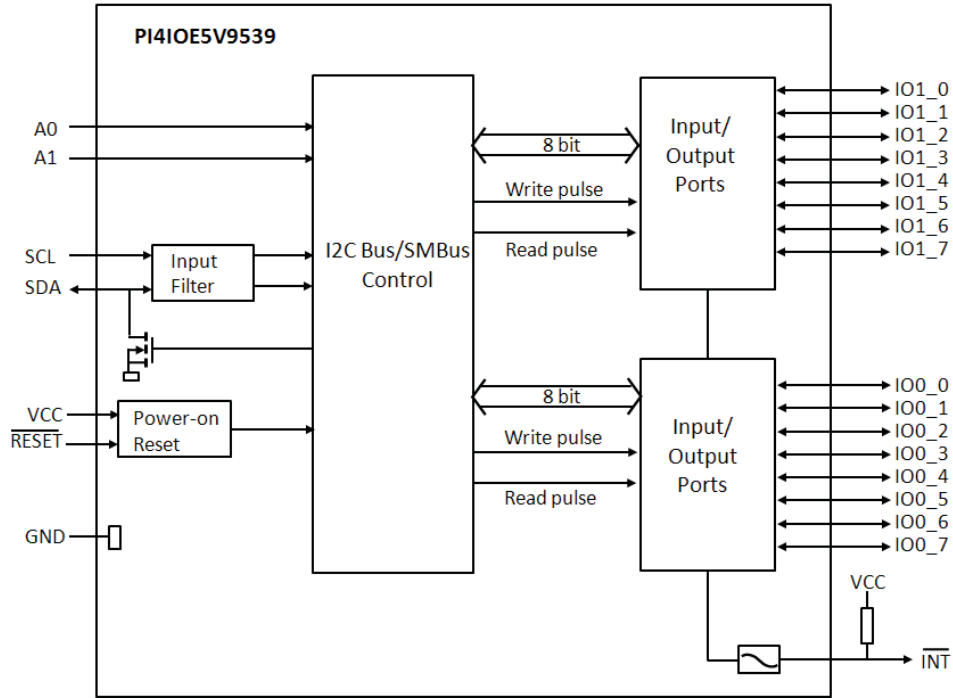 PI4IOE5V9539
A0
A1
SCL
SDA
VCC
RESET
GND
Input
Filter
Power-on
Reset
I2C Bus/SMBus
Control
8 bit
Write pulse
Read pulse
8 bit
Write pulse
Read pulse
Input/
Output
Ports
Input/
Output
Ports
IO1_0
IO1_1
IO1_2
IO1_3
IO1_4
IO1_5
IO1_6
IO1_7
IO0_0
IO0_1
IO0_2
IO0_3
IO0_4
IO0_5
IO0_6
IO0_7
VCC
INT